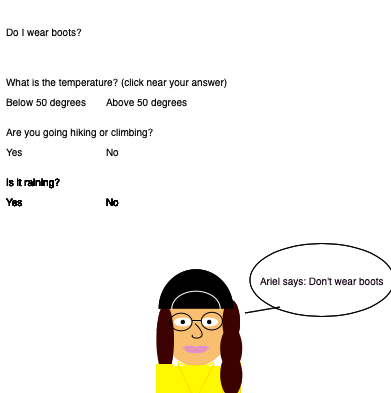 Do I wear boots?
What is the temperature? (click near your answer)
Below 50 degrees Above 50 degrees
Are you going hiking or climbing?
Yes No
Is it raining?
Yes No
Ariel says: Don't wear boots